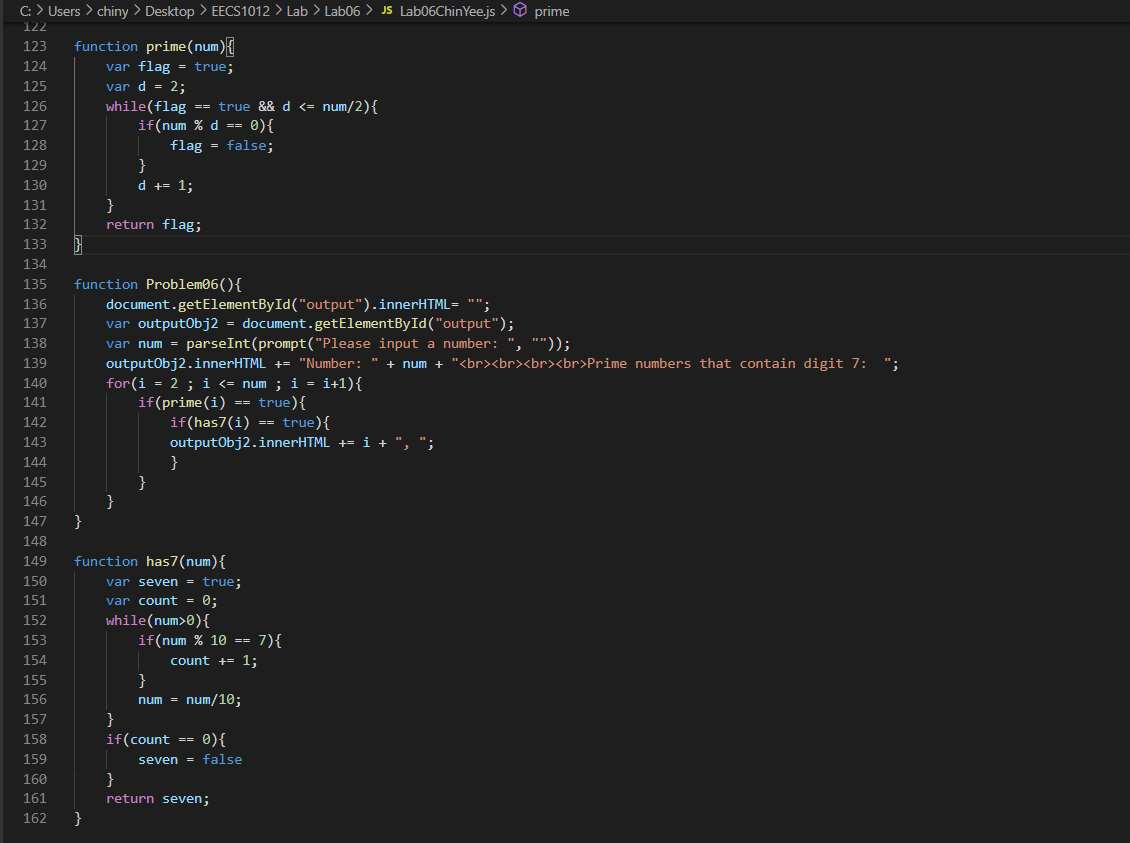 C: > Users > chiny > Desktop > EECS1012 > Lab > Lab06 > JS Lab06ChinYee.js > prime
122
123 function prime(num){
124     var flag = true;
125     var d = 2;
126     while(flag == true && d <= num/2){
127         if(num % d == 0){
128             flag = false;
129         }
130         d += 1;
131     }
132     return flag;
133 }
134
135 function Problem06(){
136     document.getElementById("output").innerHTML= "";
137     var outputObj2 = document.getElementById("output");
138     var num = parseInt(prompt("Please input a number: ", ""));
139     outputObj2.innerHTML += "Number: " + num + "<br><br><br><br>Prime numbers that contain digit 7:  ";
140     for(i = 2 ; i <= num ; i = i+1){
141         if(prime(i) == true){
142             if(has7(i) == true){
143             outputObj2.innerHTML += i + ", ";
144             }
145         }
146     }
147 }
148
149 function has7(num){
150     var seven = true;
151     var count = 0;
152     while(num>0){
153         if(num % 10 == 7){
154             count += 1;
155         }
156         num = num/10;
157     }
158     if(count == 0){
159         seven = false
160     }
161     return seven;
162 }